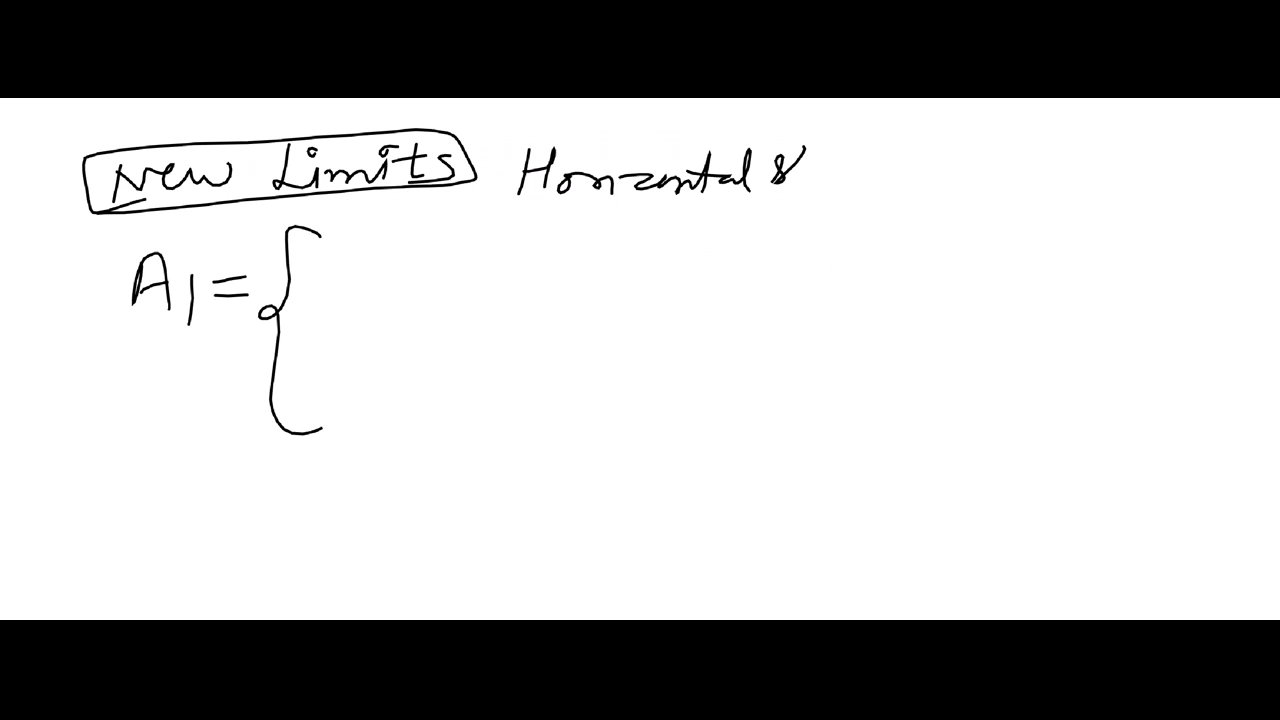 New Limits Horizontal &
A1 = {